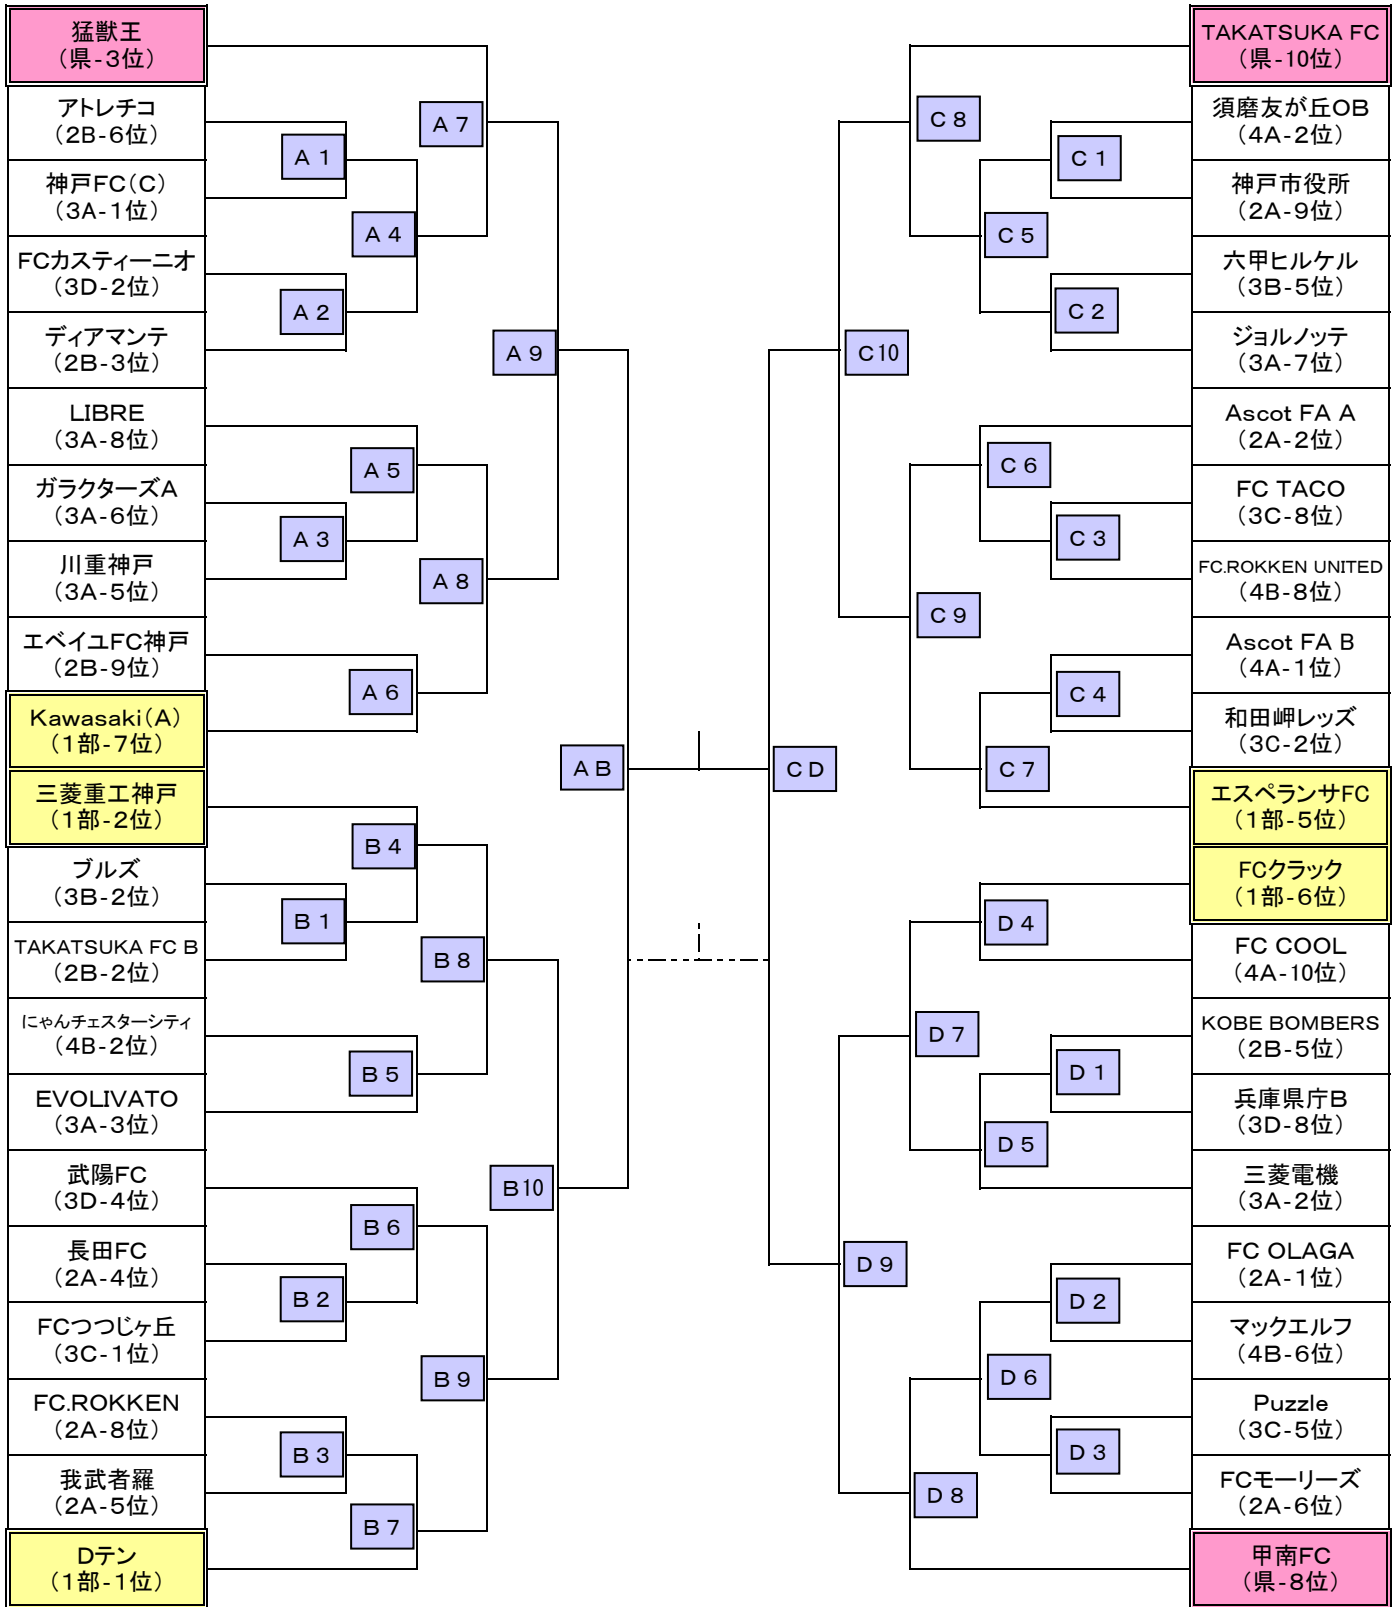 猛獣王
(県-3位)
アトレチコ
(2B-6位)
神戸FC(C)
(3A-1位)
FCカスティーニオ
(3D-2位)
ディアマンテ
(2B-3位)
LIBRE
(3A-8位)
ガラクターズA
(3A-6位)
川重神戸
(3A-5位)
エベイユFC神戸
(2B-9位)
Kawasaki(A)
(1部-7位)
三菱重工神戸
(1部-2位)
ブルズ
(3B-2位)
TAKATSUKA FC B
(2B-2位)
にゃんチェスターシティ
(4B-2位)
EVOLIVATO
(3A-3位)
武陽FC
(3D-4位)
長田FC
(2A-4位)
FCつつじヶ丘
(3C-1位)
FC.ROKKEN
(2A-8位)
我武者羅
(2A-5位)
Dテン
(1部-1位)
A 1
A 2
A 3
A 4
A 5
A 6
A 7
A 8
A 9
B 1
B 2
B 3
B 4
B 5
B 6
B 7
B 8
B 9
B10
A B
C D
C 8
C 1
C 5
C 2
C10
C 6
C 3
C 9
C 4
C 7
D 4
D 7
D 1
D 5
D 9
D 2
D 6
D 3
D 8
TAKATSUKA FC
(県-10位)
須磨友が丘OB
(4A-2位)
神戸市役所
(2A-9位)
六甲ヒルケル
(3B-5位)
ジョルノッテ
(3A-7位)
Ascot FA A
(2A-2位)
FC TACO
(3C-8位)
FC.ROKKEN UNITED
(4B-8位)
Ascot FA B
(4A-1位)
和田岬レッズ
(3C-2位)
エスペランサFC
(1部-5位)
FCクラック
(1部-6位)
FC COOL
(4A-10位)
KOBE BOMBERS
(2B-5位)
兵庫県庁B
(3D-8位)
三菱電機
(3A-2位)
FC OLAGA
(2A-1位)
マックエルフ
(4B-6位)
Puzzle
(3C-5位)
FCモーリーズ
(2A-6位)
甲南FC
(県-8位)